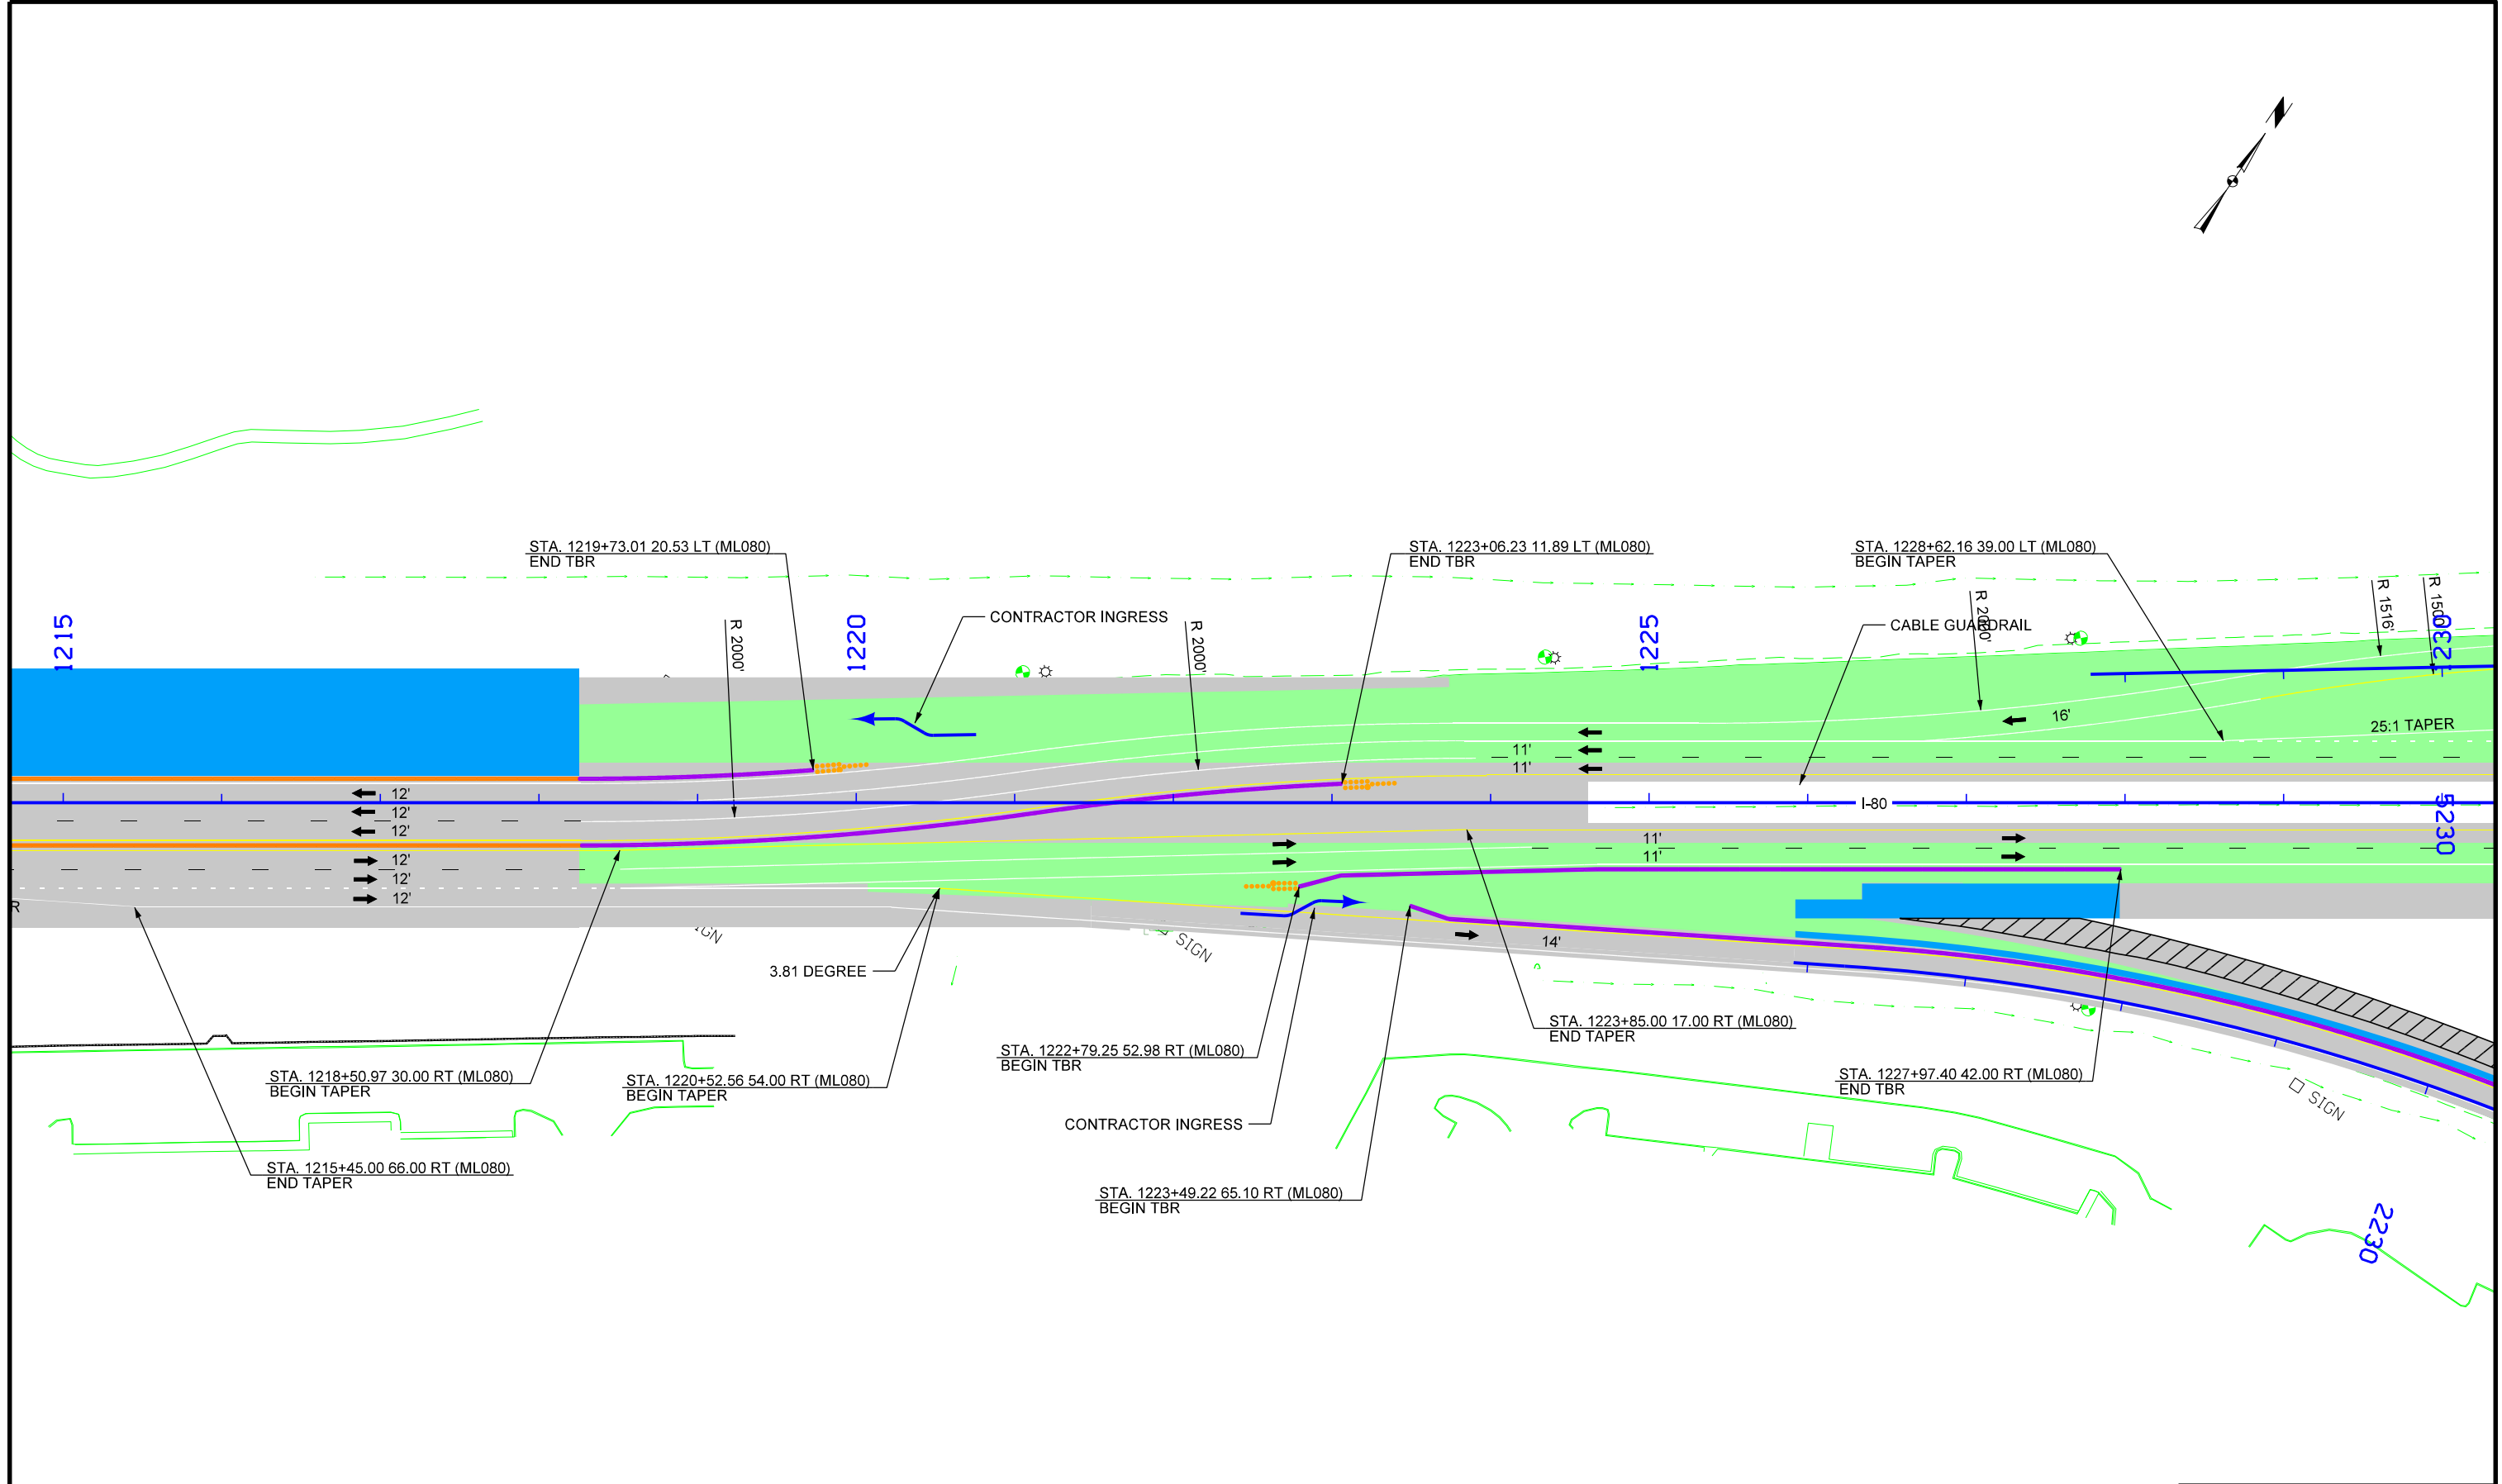 N
STA. 1219+73.01 20.53 LT (ML080)
END TBR
STA. 1223+06.23 11.89 LT (ML080)
END TBR
STA. 1228+62.16 39.00 LT (ML080)
BEGIN TAPER
1215
R 2000'
1220
CONTRACTOR INGRESS
R 2000'
1225
R 2000'
CABLE GUARDRAIL
R 1516'
R 1500'
1230
16'
25:1 TAPER
11'
11'
12'
12'
12'
I-80
5230
12'
12'
12'
11'
11'
R
SIGN
SIGN
14'
3.81 DEGREE
STA. 1223+85.00 17.00 RT (ML080)
END TAPER
STA. 1222+79.25 52.98 RT (ML080)
BEGIN TBR
STA. 1218+50.97 30.00 RT (ML080)
BEGIN TAPER
STA. 1220+52.56 54.00 RT (ML080)
BEGIN TAPER
STA. 1227+97.40 42.00 RT (ML080)
END TBR
SIGN
CONTRACTOR INGRESS
STA. 1215+45.00 66.00 RT (ML080)
END TAPER
STA. 1223+49.22 65.10 RT (ML080)
BEGIN TBR
2230